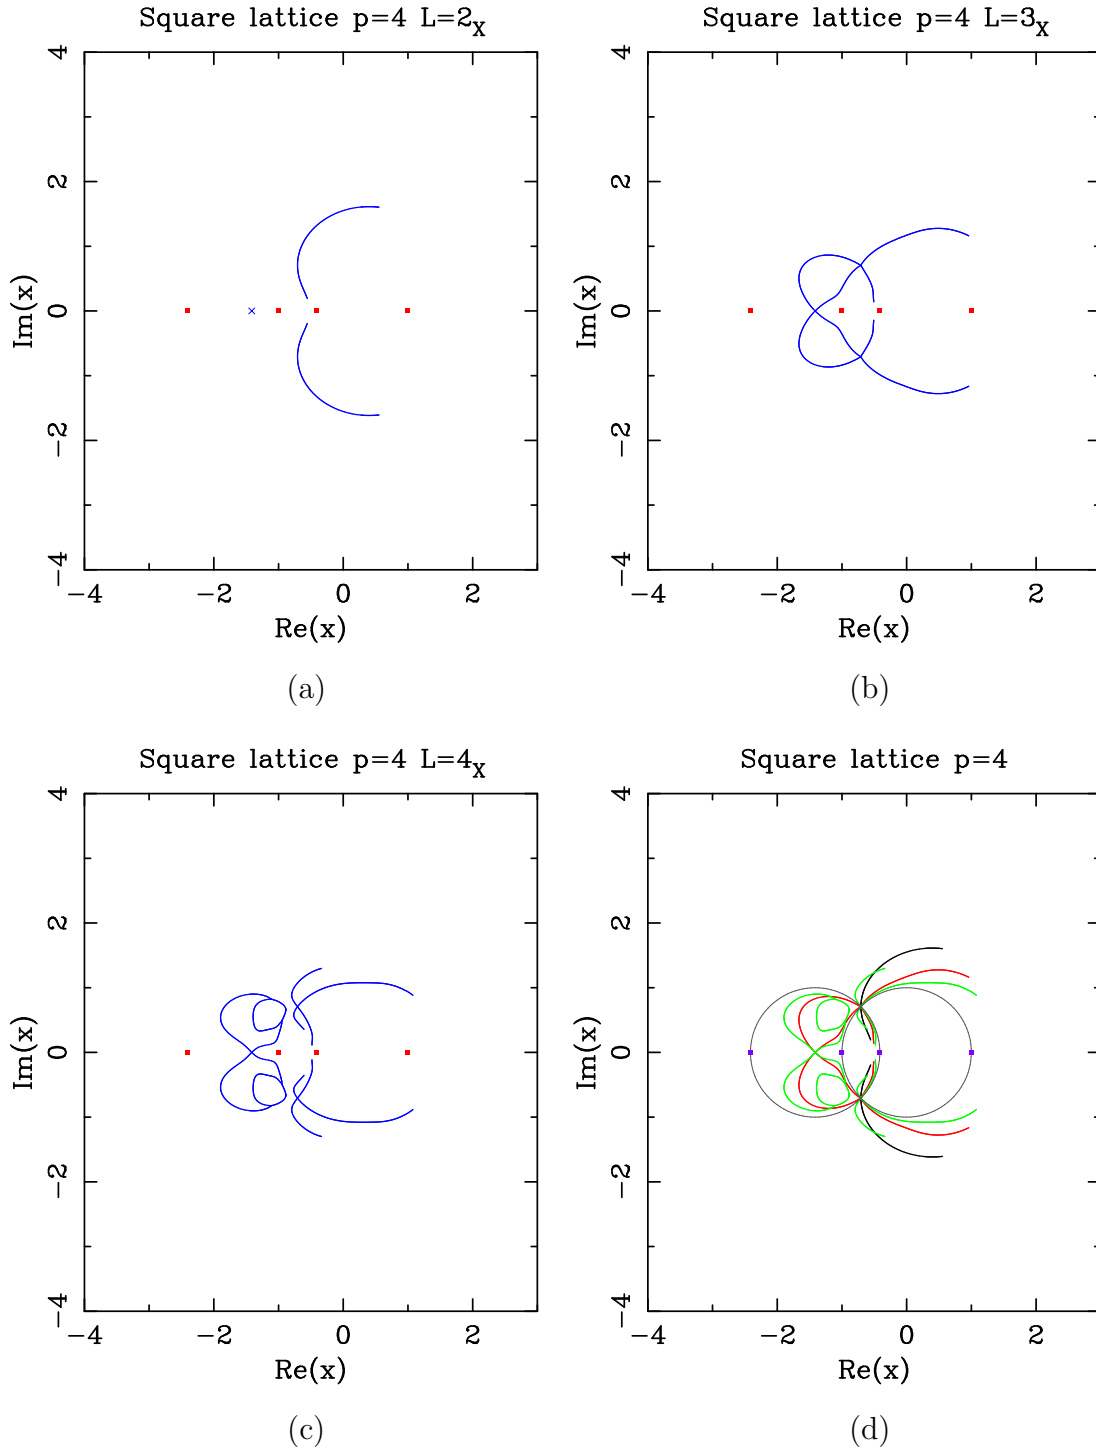 Square lattice p=4 L=2X
4
2
0
−2
−4
Im(x)
−4 −2 0 2
Re(x)
(a)
Square lattice p=4 L=3X
4
2
0
−2
−4
Im(x)
−4 −2 0 2
Re(x)
(b)
Square lattice p=4 L=4X
4
2
0
−2
−4
Im(x)
−4 −2 0 2
Re(x)
(c)
Square lattice p=4
4
2
0
−2
−4
Im(x)
−4 −2 0 2
Re(x)
(d)